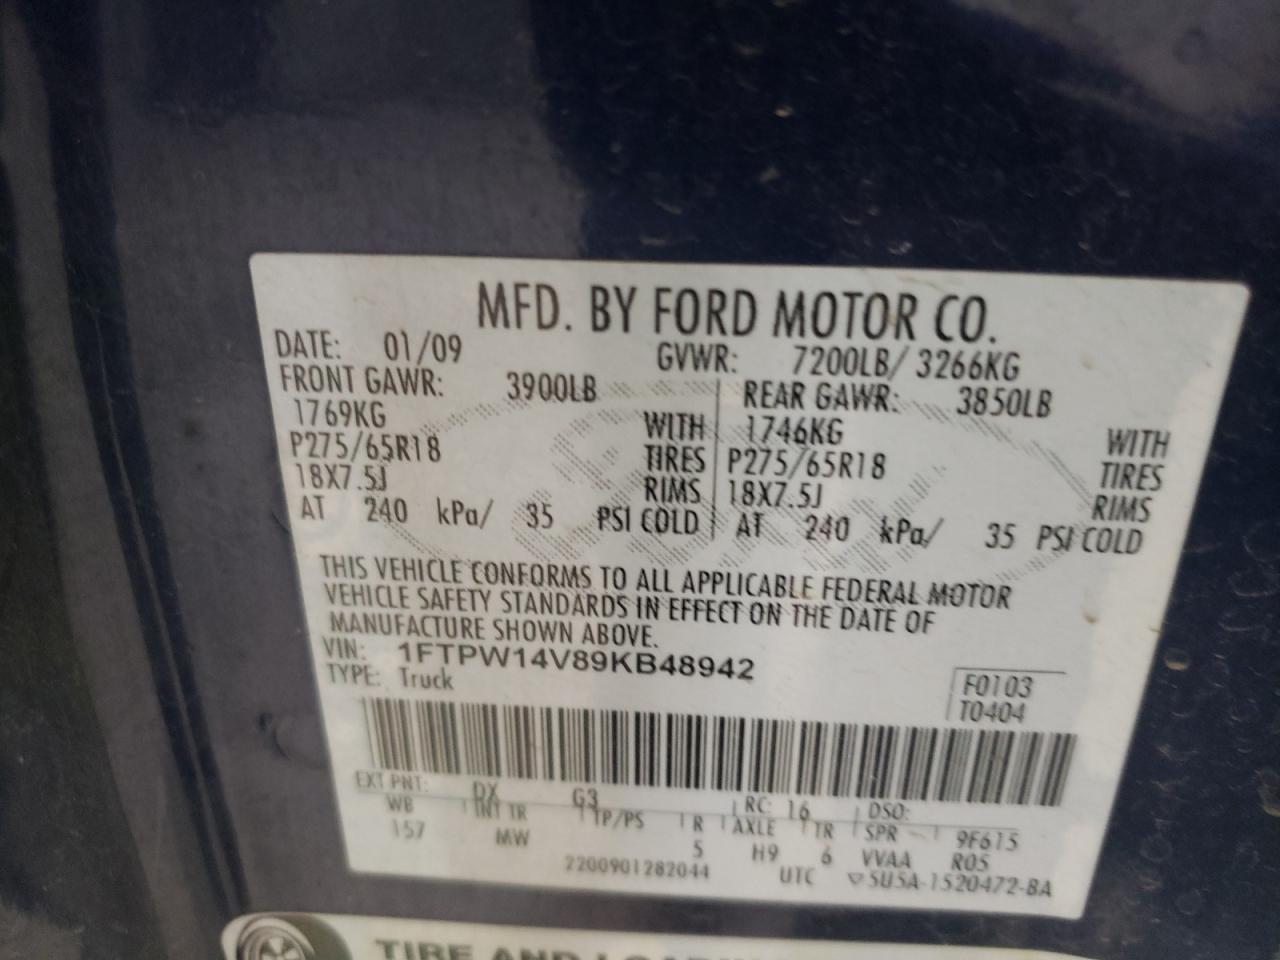 MFD. BY FORD MOTOR CO.
DATE: 01/09 GVWR: 7200LB/ 3266KG
FRONT GAWR: 3900LB REAR GAWR: 3850LB
1769KG WITH 1746KG WITH
P275/65R18 TIRES P275/65R18 TIRES
18X7.5J RIMS 18X7.5J RIMS
AT 240 kPa/ 35 PSI COLD AT 240 kPa/ 35 PSI COLD
THIS VEHICLE CONFORMS TO ALL APPLICABLE FEDERAL MOTOR
VEHICLE SAFETY STANDARDS IN EFFECT ON THE DATE OF
MANUFACTURE SHOWN ABOVE.
VIN: 1FTPW14V89KB48942
TYPE: Truck F0103
T0404
EXT PNT: DX G3 RC: 16 DSO:
WB INT TR TP/PS R AXLE TR SPR 9F615
157 MW 5 H9 6 VVAA R05
2200901282044 UTC ▽5U5A-1520472-BA
TIRE AND